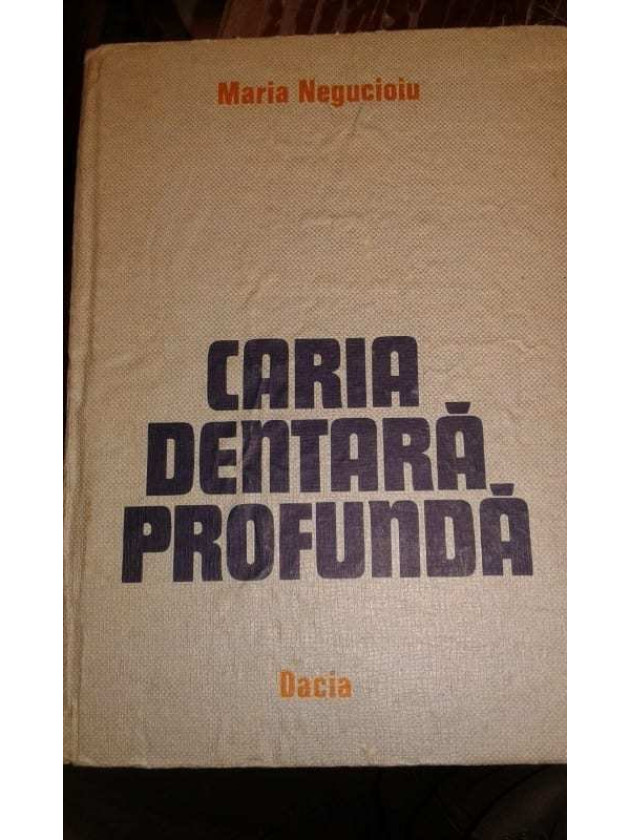 Maria Negucioiu
CARIA
DENTARĂ
PROFUNDĂ
Dacia